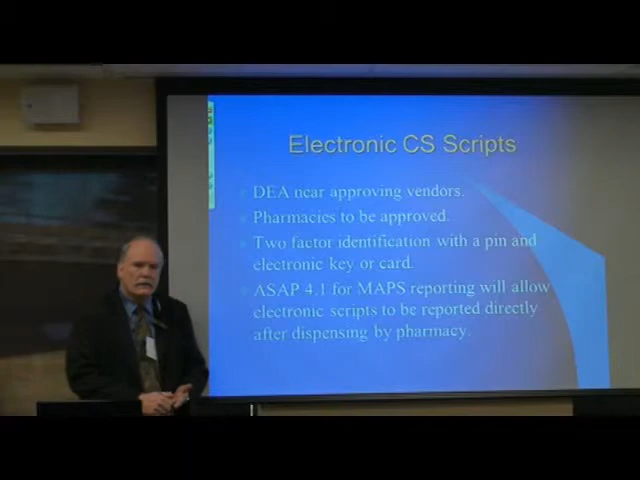 Electronic CS Scripts
DEA near approving vendors.
Pharmacies to be approved.
Two factor identification with a pin and
electronic key or card.
ASAP 4.1 for MAPS reporting will allow
electronic scripts to be reported directly
after dispensing by pharmacy.